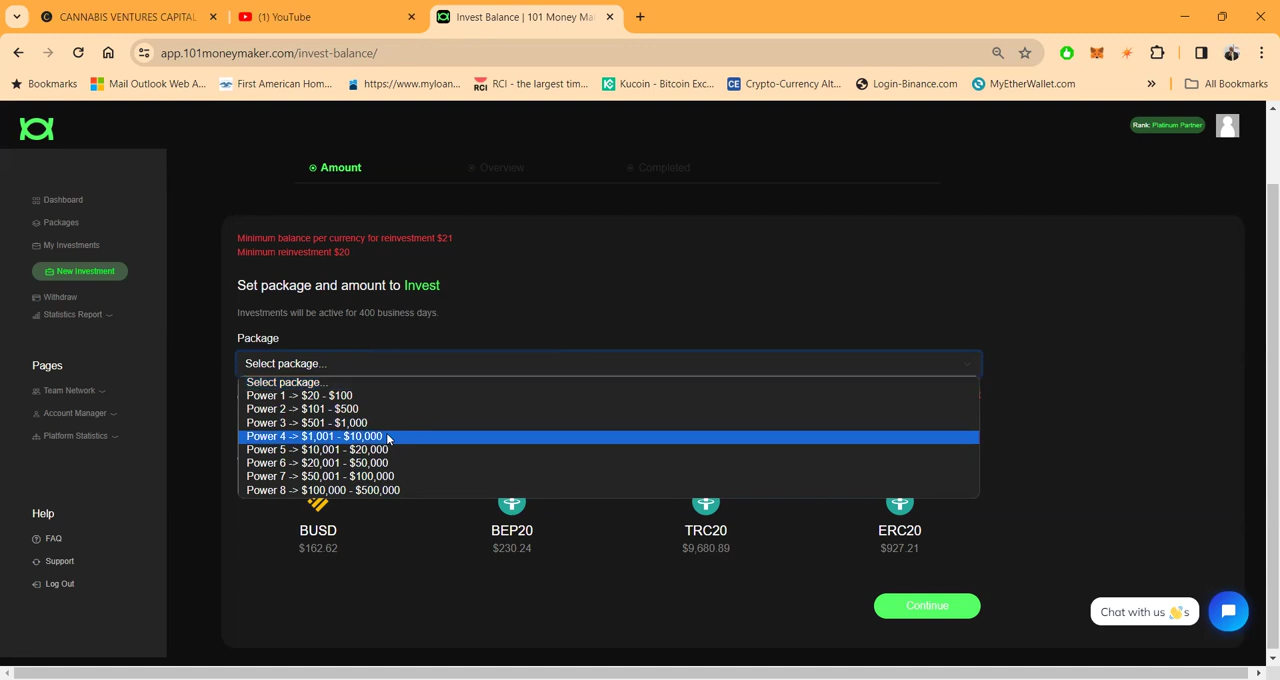 CANNABIS VENTURES CAPITAL
(1) YouTube
Invest Balance | 101 Money Ma
app.101moneymaker.com/invest-balance/
Bookmarks
Mail Outlook Web A...
First American Hom...
https://www.myloan...
RCI - the largest tim...
Kucoin - Bitcoin Exc...
Crypto-Currency Alt...
Login-Binance.com
MyEtherWallet.com
All Bookmarks
Rank: Platinum Partner
Amount
Overview
Completed
Dashboard
Packages
My Investments
New Investment
Withdraw
Statistics Report
Pages
Team Network
Account Manager
Platform Statistics
Help
FAQ
Support
Log Out
Minimum balance per currency for reinvestment $21
Minimum reinvestment $20
Set package and amount to Invest
Investments will be active for 400 business days.
Package
Select package...
Select package...
Power 1 -> $20 - $100
Power 2 -> $101 - $500
Power 3 -> $501 - $1,000
Power 4 -> $1,001 - $10,000
Power 5 -> $10,001 - $20,000
Power 6 -> $20,001 - $50,000
Power 7 -> $50,001 - $100,000
Power 8 -> $100,000 - $500,000
BUSD
BEP20
TRC20
ERC20
$162.62
$230.24
$9,680.89
$927.21
Continue
Chat with us 👋's